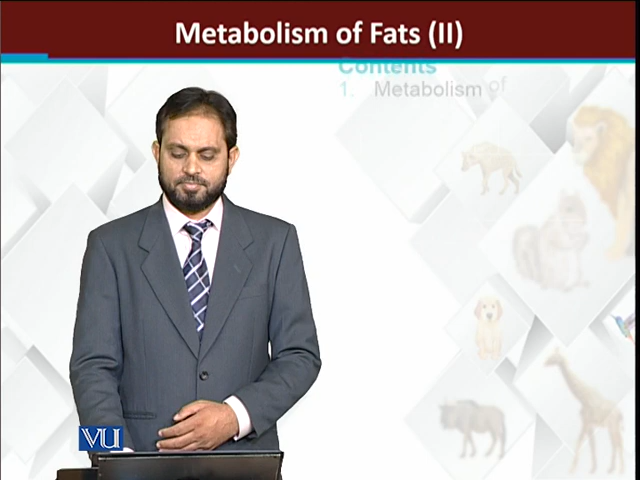 Metabolism of Fats (II)
Contents
1. Metabolism of
VU